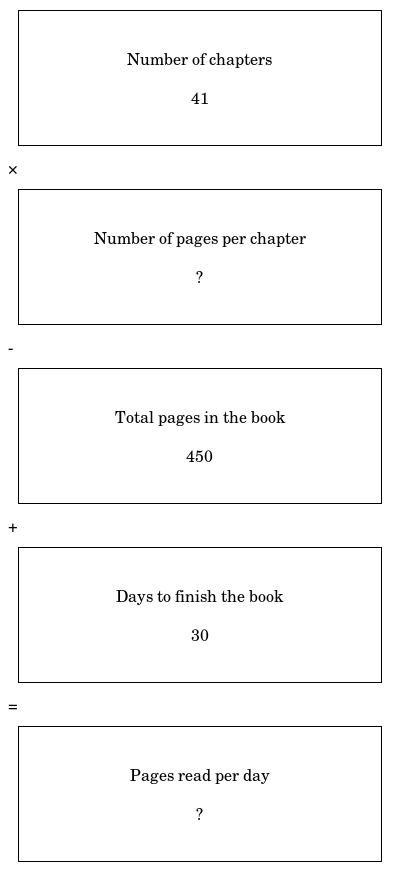 Number of chapters
41
×
Number of pages per chapter
?
-
Total pages in the book
450
+
Days to finish the book
30
=
Pages read per day
?